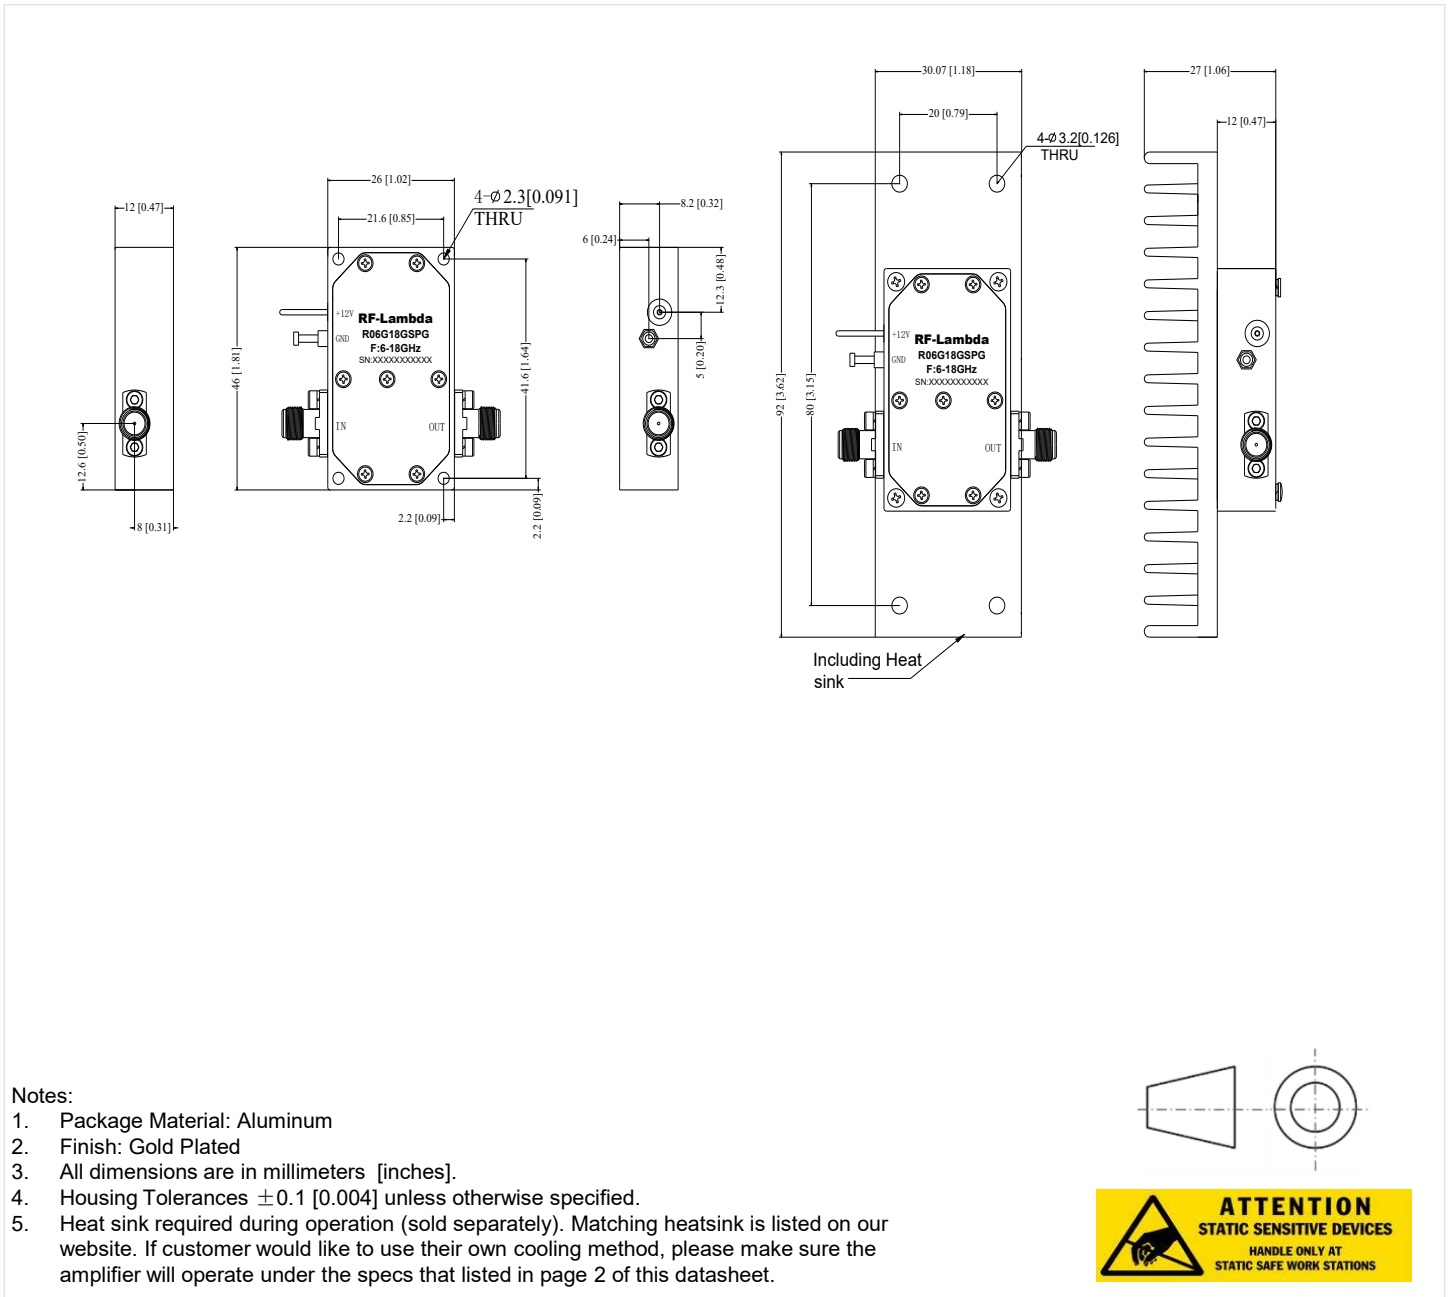 30.07 [1.18]
27 [1.06]
20 [0.79]
12 [0.47]
4-Ø3.2[0.126]
THRU
26 [1.02]
4-Ø2.3[0.091]
THRU
12 [0.47]
21.6 [0.85]
8.2 [0.32]
6 [0.24]
12.3 [0.48]
+12V
RF-Lambda
R06G18GSPG
GND
F:6-18GHz
SN:XXXXXXXXXXX
5 [0.20]
46 [1.81]
41.6 [1.64]
+12V
RF-Lambda
R06G18GSPG
GND
F:6-18GHz
SN:XXXXXXXXXXX
92 [3.62]
80 [3.15]
IN
OUT
12.6 [0.50]
IN
OUT
2.2 [0.09]
2.2 [0.09]
8 [0.31]
Including Heat
sink
Notes:
1. Package Material: Aluminum
2. Finish: Gold Plated
3. All dimensions are in millimeters [inches].
4. Housing Tolerances ±0.1 [0.004] unless otherwise specified.
5. Heat sink required during operation (sold separately). Matching heatsink is listed on our
website. If customer would like to use their own cooling method, please make sure the
amplifier will operate under the specs that listed in page 2 of this datasheet.
ATTENTION
STATIC SENSITIVE DEVICES
HANDLE ONLY AT
STATIC SAFE WORK STATIONS